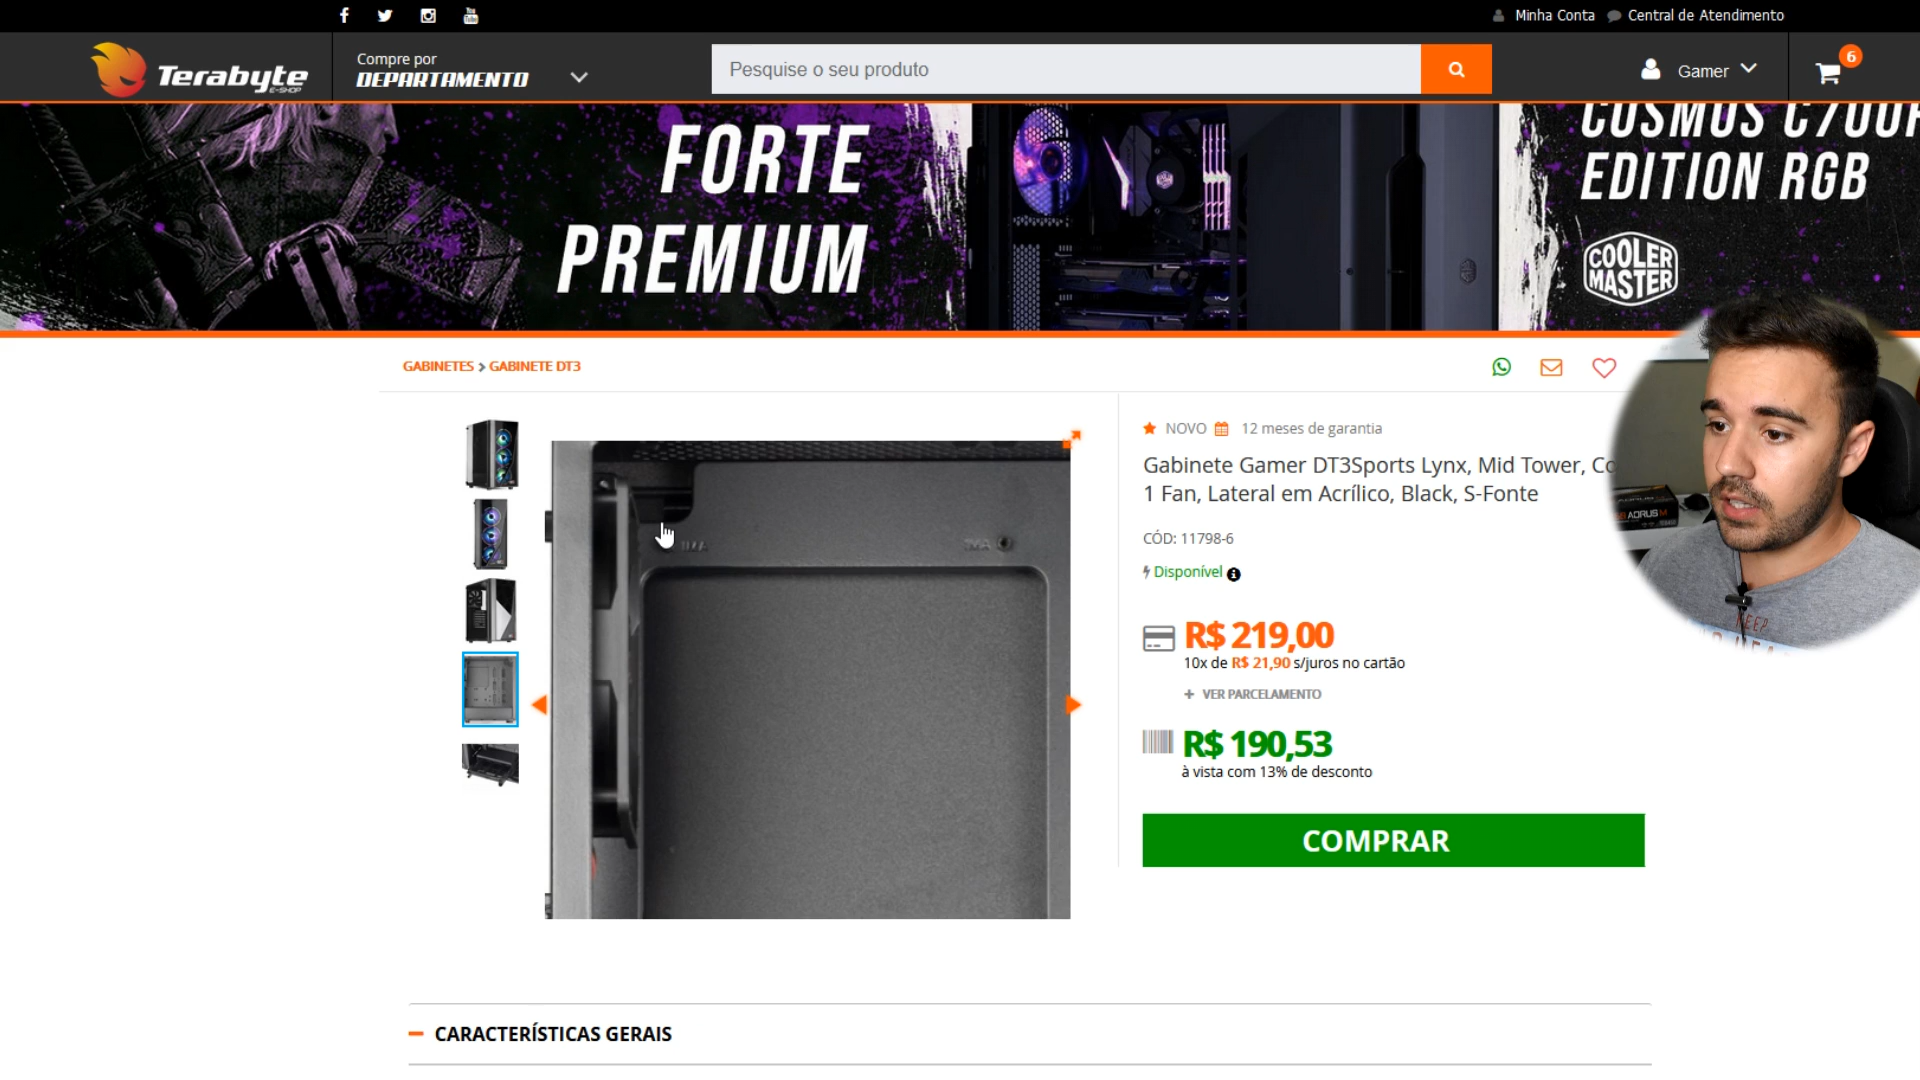 Minha Conta
Central de Atendimento
Terabyte
E-SHOP
Compre por
DEPARTAMENTO
Pesquise o seu produto
Gamer
6
FORTE
PREMIUM
EDITION RGB
COOLER
MASTER
GABINETES > GABINETE DT3
NOVO
12 meses de garantia
Gabinete Gamer DT3Sports Lynx, Mid Tower, Co
1 Fan, Lateral em Acrílico, Black, S-Fonte
CÓD: 11798-6
Disponível
R$ 219,00
10x de R$ 21,90 s/juros no cartão
+ VER PARCELAMENTO
R$ 190,53
à vista com 13% de desconto
COMPRAR
CARACTERÍSTICAS GERAIS
AORUS M
KEEP